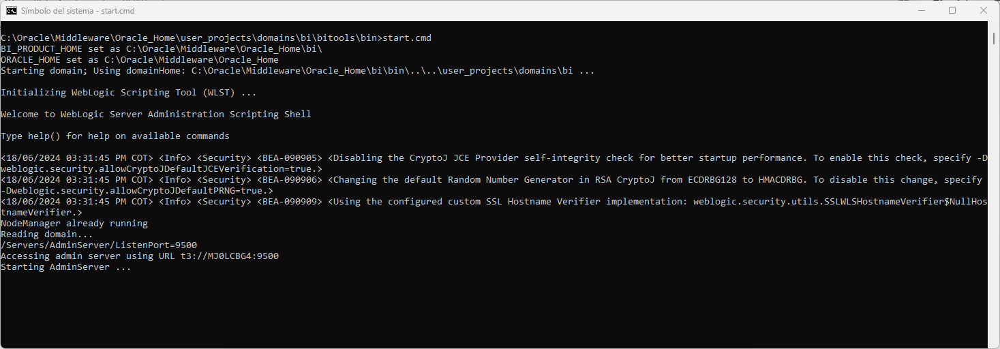 Símbolo del sistema - start.cmd
C:\Oracle\Middleware\Oracle_Home\user_projects\domains\bi\bitools\bin>start.cmd
BI_PRODUCT_HOME set as C:\Oracle\Middleware\Oracle_Home\bi\
ORACLE_HOME set as C:\Oracle\Middleware\Oracle_Home
Starting domain; Using domainHome: C:\Oracle\Middleware\Oracle_Home\bi\bin\..\..\user_projects\domains\bi ...
Initializing WebLogic Scripting Tool (WLST) ...
Welcome to WebLogic Server Administration Scripting Shell
Type help() for help on available commands
<18/06/2024 03:31:45 PM COT> <Info> <Security> <BEA-090905> <Disabling the CryptoJ JCE Provider self-integrity check for better startup performance. To enable this check, specify -D
weblogic.security.allowCryptoJDefaultJCEVerification=true.>
<18/06/2024 03:31:45 PM COT> <Info> <Security> <BEA-090906> <Changing the default Random Number Generator in RSA CryptoJ from ECDRBG128 to HMACDRBG. To disable this change, specify
-Dweblogic.security.allowCryptoJDefaultPRNG=true.>
<18/06/2024 03:31:45 PM COT> <Info> <Security> <BEA-090909> <Using the configured custom SSL Hostname Verifier implementation: weblogic.security.utils.SSLWLSHostnameVerifier$NullHos
tnameVerifier.>
NodeManager already running
Reading domain...
/Servers/AdminServer/ListenPort=9500
Accessing admin server using URL t3://MJ0LCBG4:9500
Starting AdminServer ...